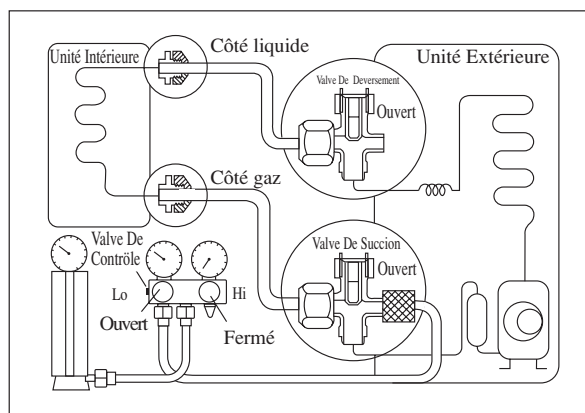 Côté liquide
Unité Intérieure
Unité Extérieure
Valve De Deversement
Ouvert
Côté gaz
Valve De Succion
Ouvert
Valve De
Contröle
Lo
Hi
Ouvert
Fermé